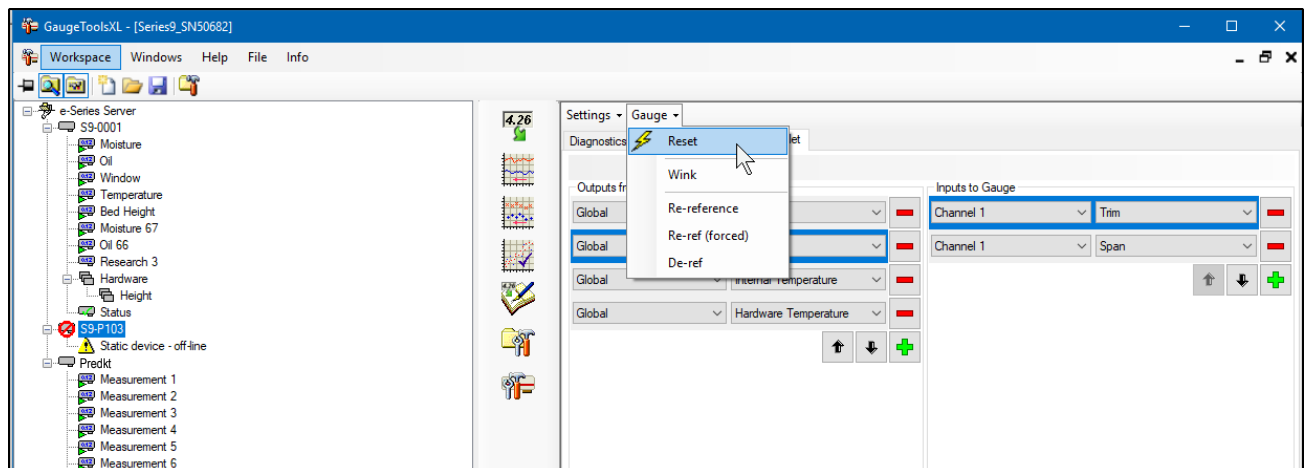 GaugeToolsXL - [Series9_SN50682]
Workspace Windows Help File Info
e-Series Server
S9-0001
Moisture
Oil
Window
Temperature
Bed Height
Moisture 67
Oil 66
Research 3
Hardware
Height
Status
S9-P103
Static device - off-line
Predkt
Measurement 1
Measurement 2
Measurement 3
Measurement 4
Measurement 5
Measurement 6
4.26
Settings Gauge
Diagnostics
Reset
Wink
Re-reference
Re-ref (forced)
De-ref
Outputs fr
Global
Global
Global Internal Temperature
Global Hardware Temperature
Inputs to Gauge
Channel 1 Trim
Channel 1 Span